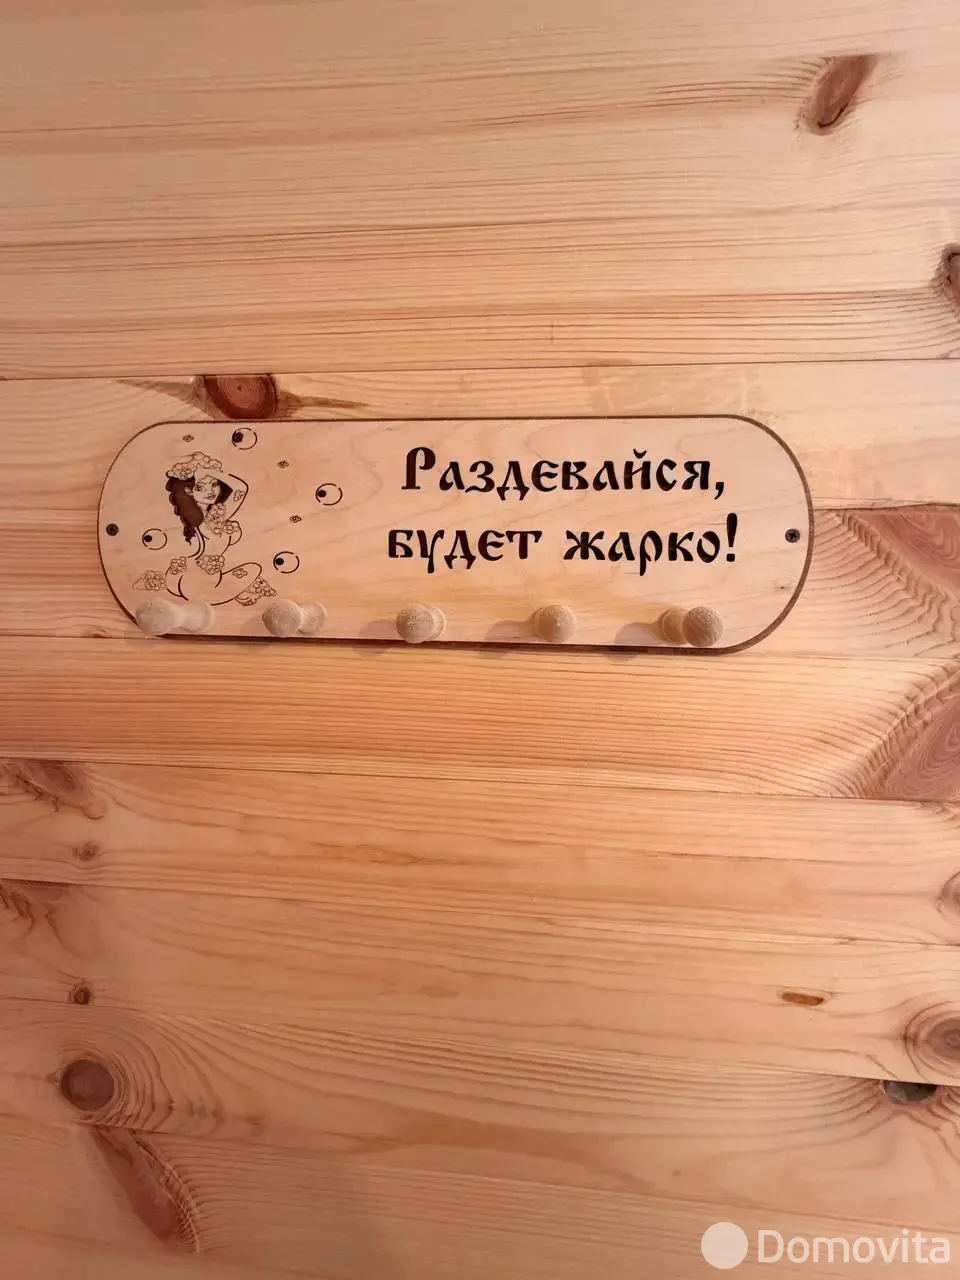 Раздевайся,
будет жарко!
Domovita